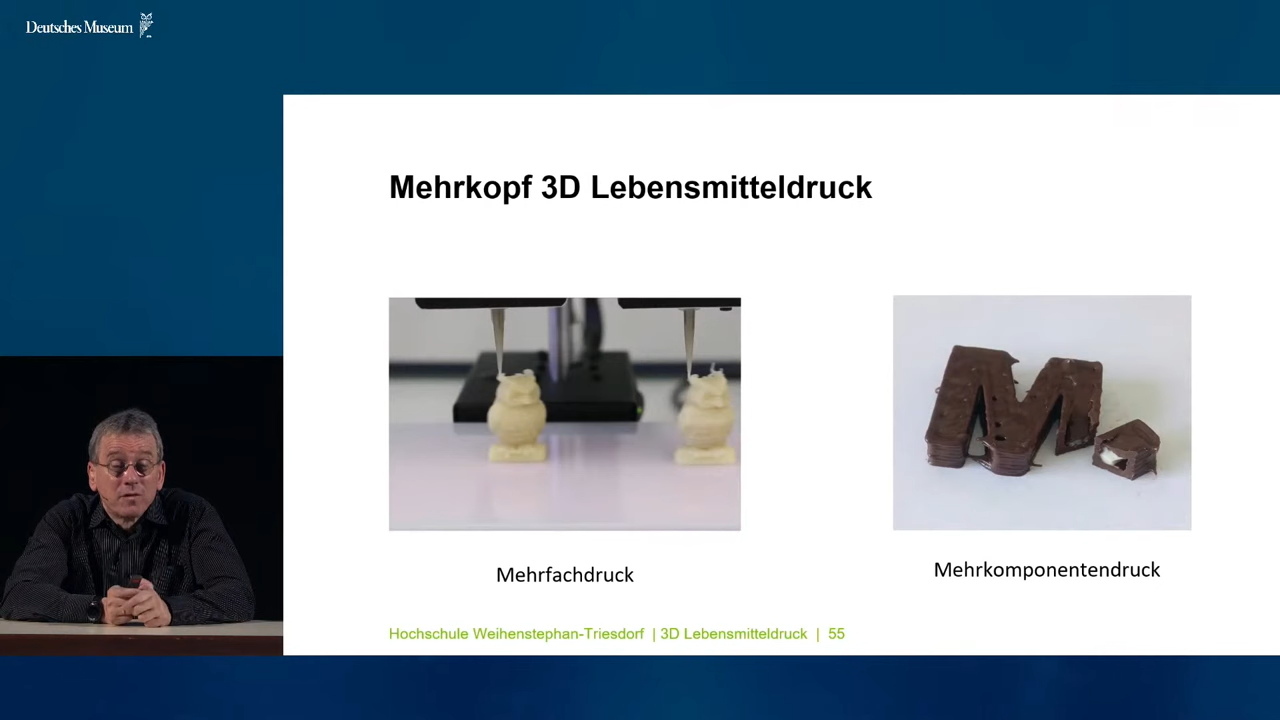 Deutsches Museum
Mehrkopf 3D Lebensmitteldruck
Mehrfachdruck
Mehrkomponentendruck
Hochschule Weihenstephan-Triesdorf | 3D Lebensmitteldruck | 55